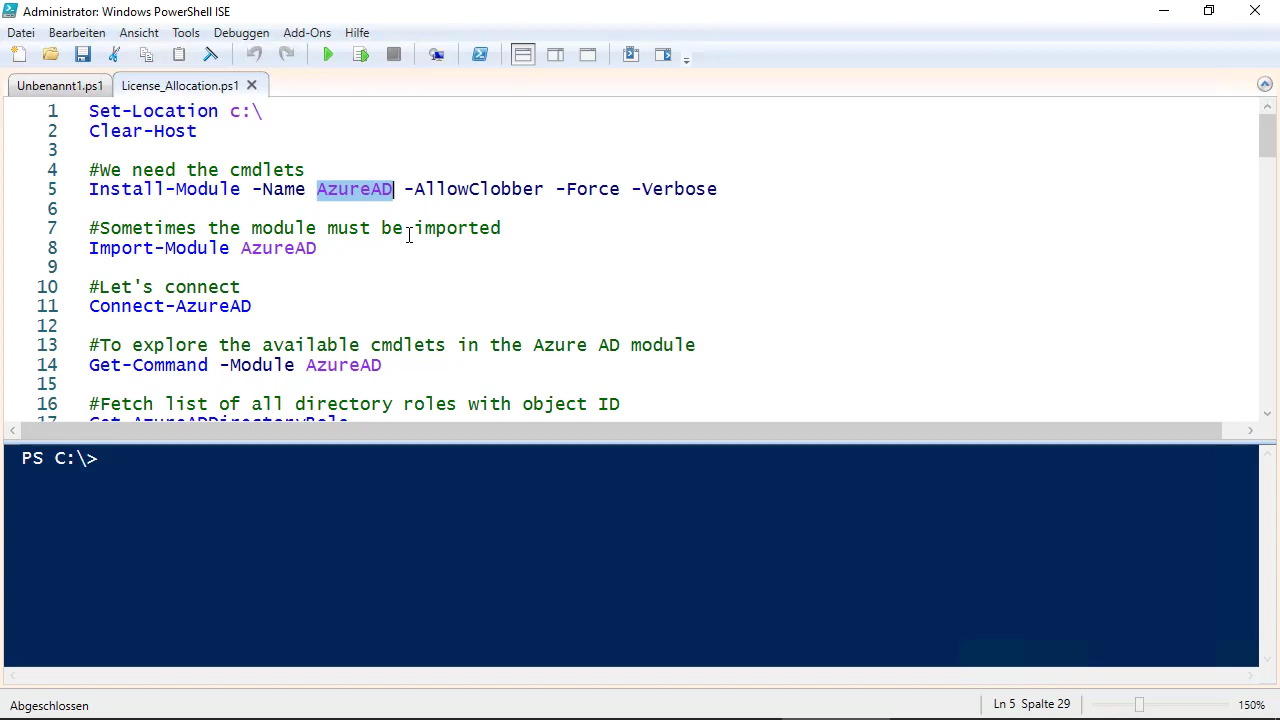 Administrator: Windows PowerShell ISE
Datei Bearbeiten Ansicht Tools Debuggen Add-Ons Hilfe
Unbenannt1.ps1 License_Allocation.ps1
1 Set-Location c:\
2 Clear-Host
3
4 #We need the cmdlets
5 Install-Module -Name AzureAD -AllowClobber -Force -Verbose
6
7 #Sometimes the module must be imported
8 Import-Module AzureAD
9
10 #Let's connect
11 Connect-AzureAD
12
13 #To explore the available cmdlets in the Azure AD module
14 Get-Command -Module AzureAD
15
16 #Fetch list of all directory roles with object ID
17 Get-AzureADDirectoryRole
PS C:\>
Abgeschlossen Ln 5 Spalte 29 150%